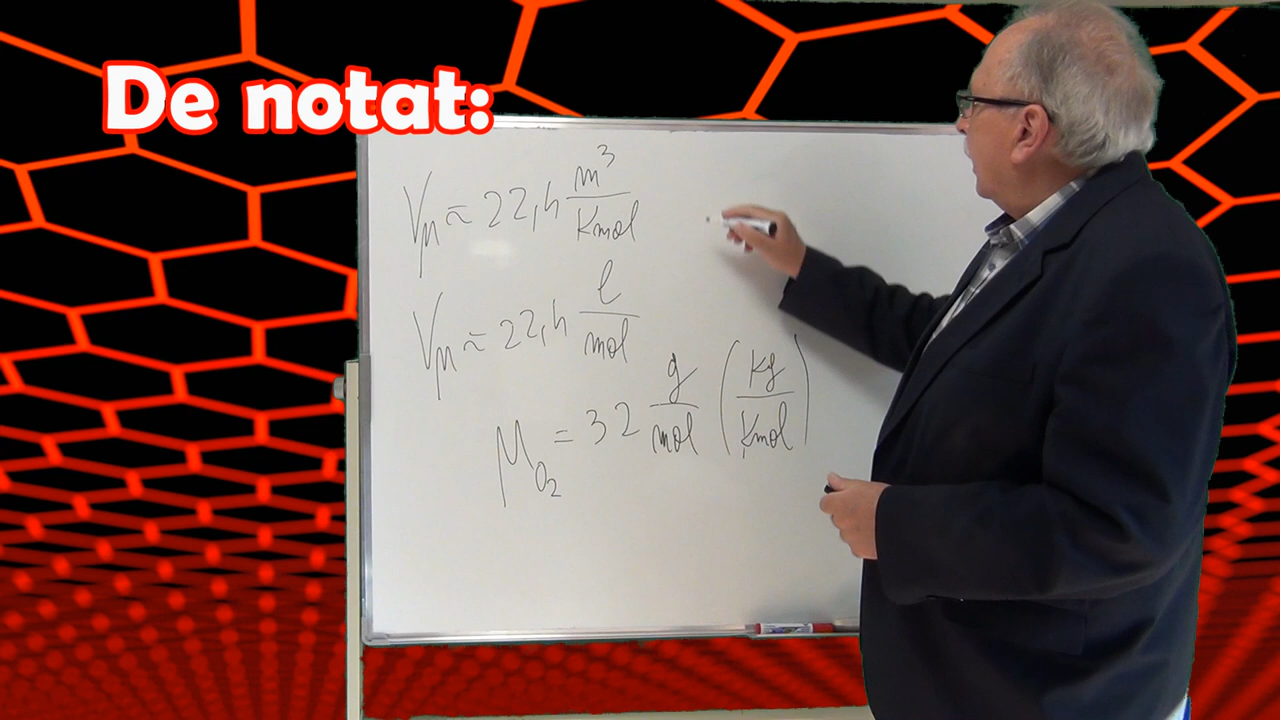 De notat:
Vμ ≈ 22,4 m³/Kmol
Vμ ≈ 22,4 l/mol
μO₂ = 32 g/mol (kg/Kmol)